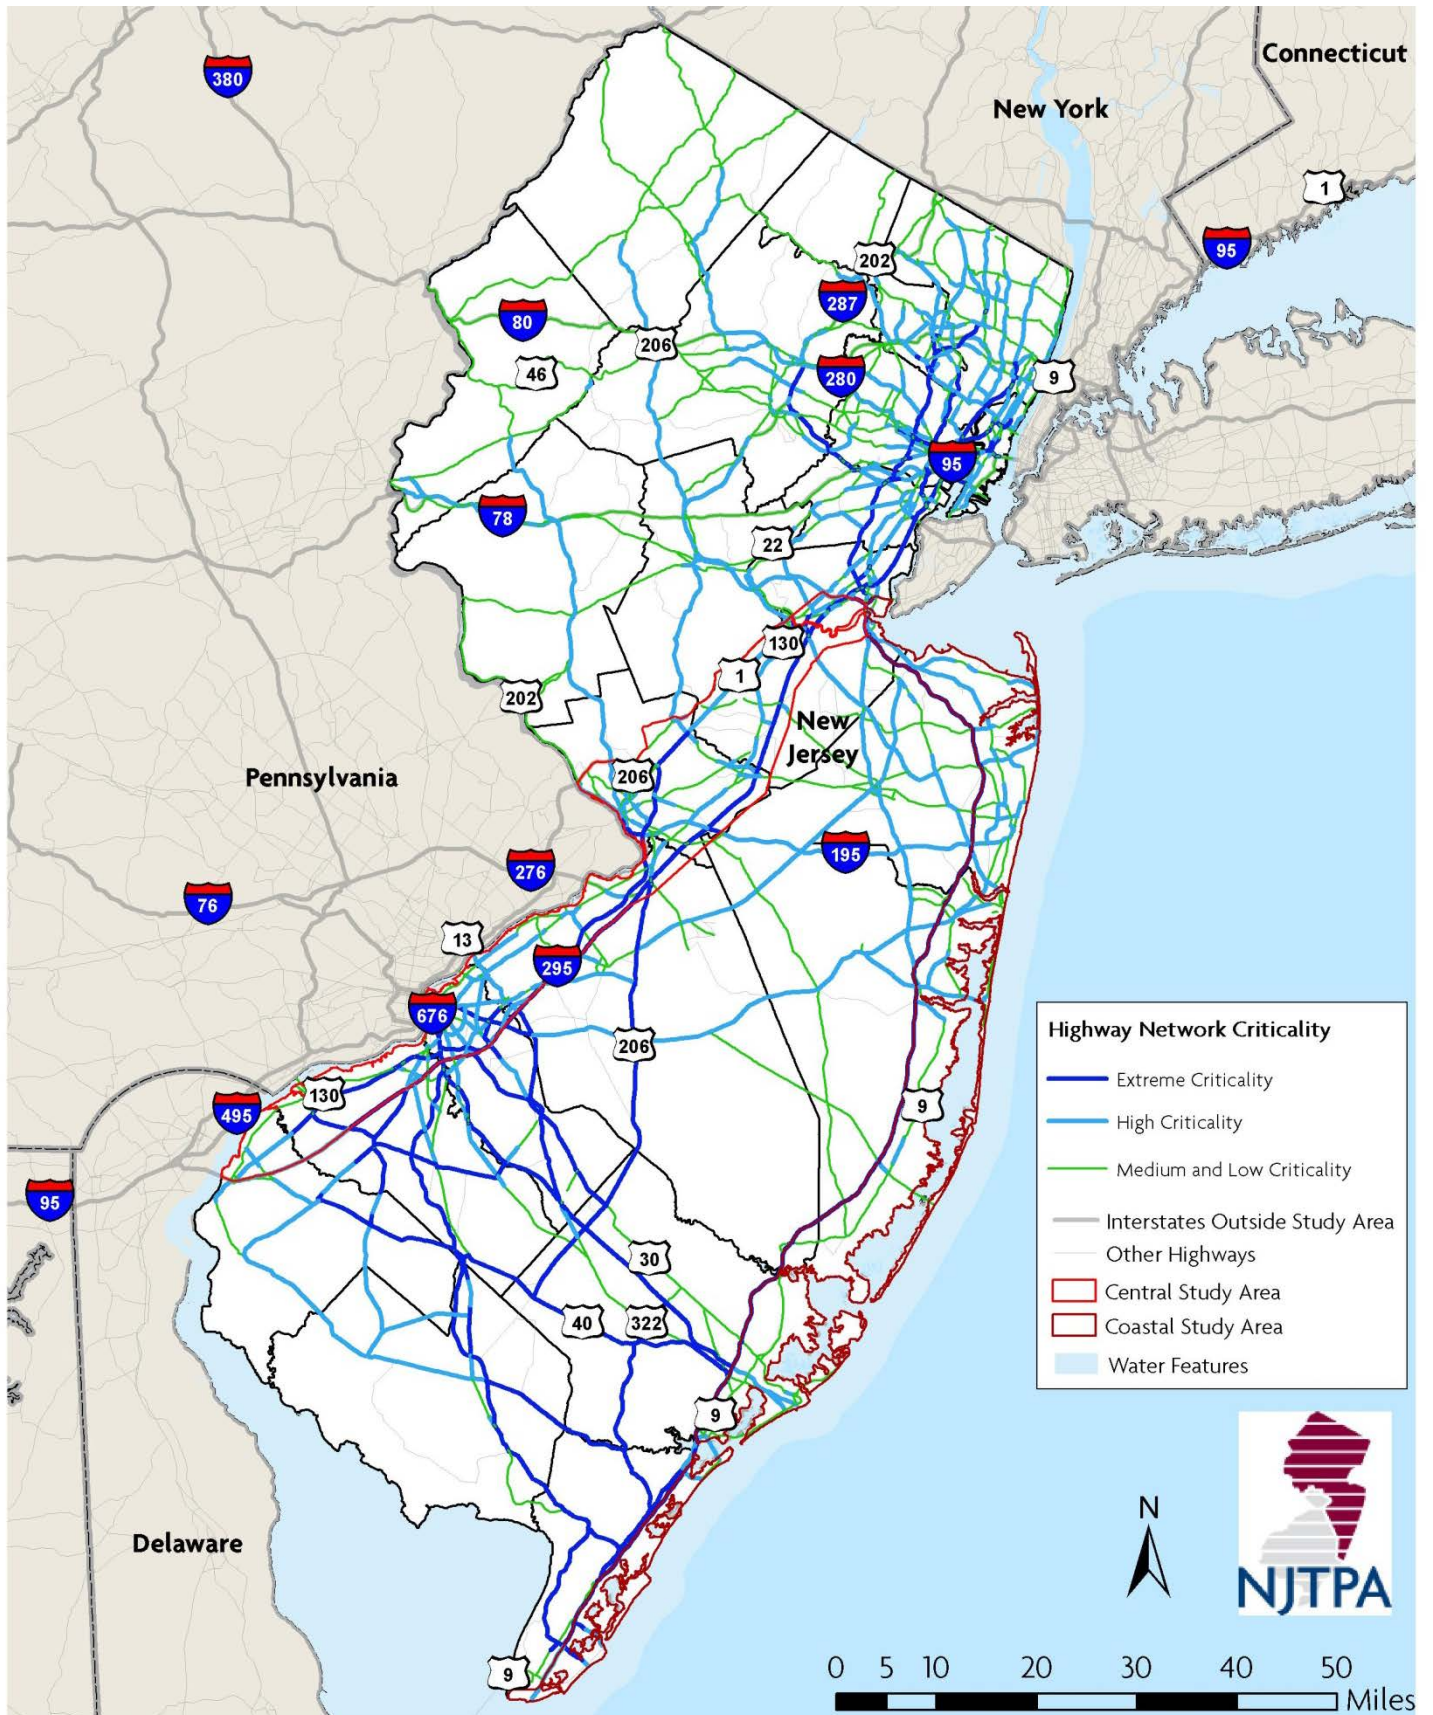 Connecticut
380
New York
1
95
202
287
80
206
46
280
9
95
78
22
130
1
202
New
Jersey
206
Pennsylvania
195
276
76
13
295
676
Highway Network Criticality
206
Extreme Criticality
130
9
495
High Criticality
Medium and Low Criticality
95
Interstates Outside Study Area
Other Highways
30
Central Study Area
40
322
Coastal Study Area
Water Features
9
N
Delaware
NJTPA
9
0 5 10 20 30 40 50
Miles